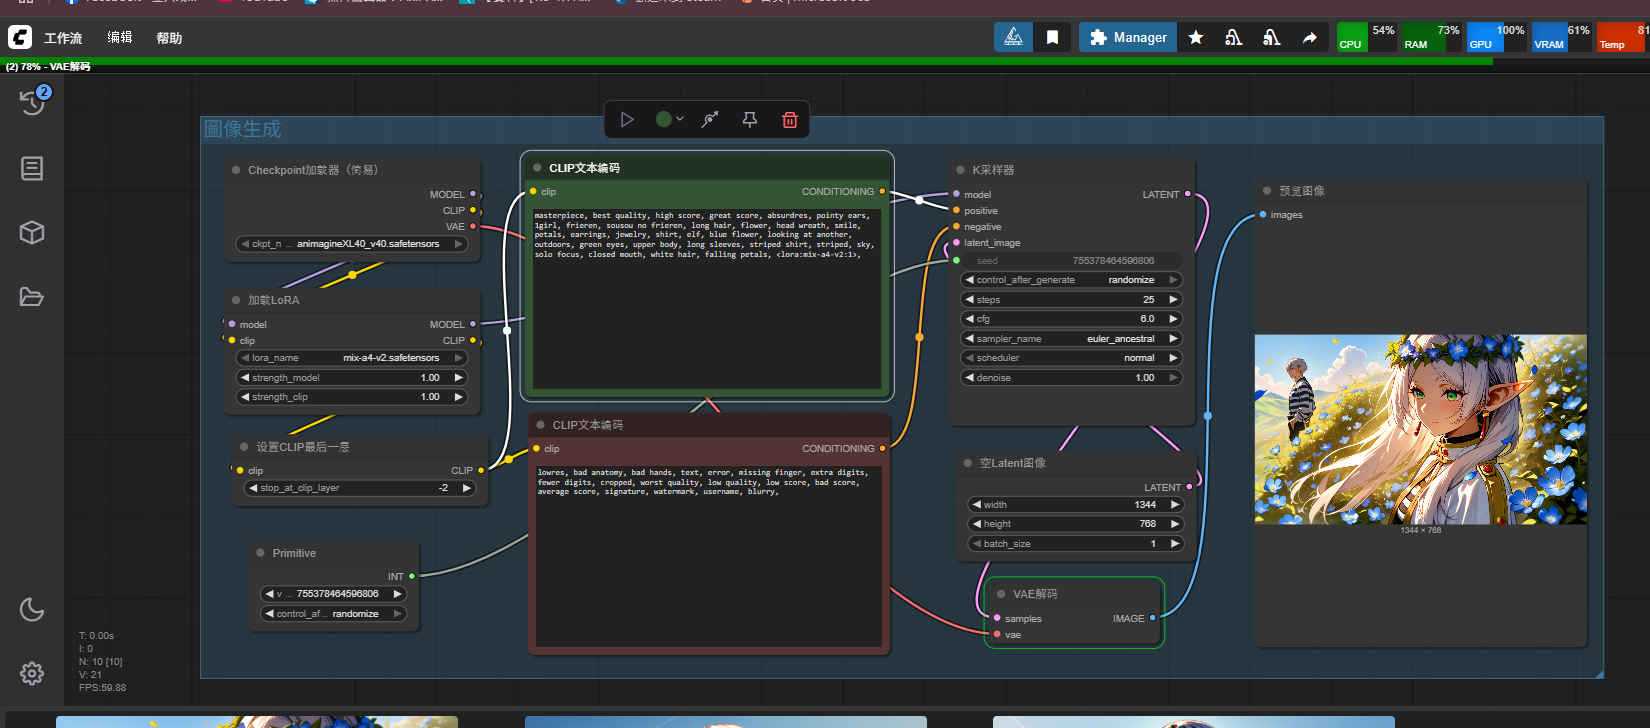 工作流 编辑 帮助
Manager
CPU 54% RAM 73% GPU 100% VRAM 61% Temp 81
(2) 78% - VAE解码
2
圖像生成
Checkpoint加载器（简易）
MODEL
CLIP
VAE
ckpt_n ... animagineXL40_v40.safetensors
加载LoRA
model MODEL
clip CLIP
lora_name mix-a4-v2.safetensors
strength_model 1.00
strength_clip 1.00
设置CLIP最后一层
clip CLIP
stop_at_clip_layer -2
Primitive
INT
v ... 755378464596806
control_af... randomize
CLIP文本编码
clip CONDITIONING
masterpiece, best quality, high score, great score, absurdres, pointy ears,
1girl, frieren, sousou no frieren, long hair, flower, head wreath, smile,
petals, earrings, jewelry, shirt, elf, blue flower, looking at another,
outdoors, green eyes, upper body, long sleeves, striped shirt, striped, sky,
solo focus, closed mouth, white hair, falling petals, <lora:mix-a4-v2:1>,
CLIP文本编码
clip CONDITIONING
lowres, bad anatomy, bad hands, text, error, missing finger, extra digits,
fewer digits, cropped, worst quality, low quality, low score, bad score,
average score, signature, watermark, username, blurry,
K采样器
model LATENT
positive
negative
latent_image
seed 755378464596806
control_after_generate randomize
steps 25
cfg 6.0
sampler_name euler_ancestral
scheduler normal
denoise 1.00
空Latent图像
LATENT
width 1344
height 768
batch_size 1
VAE解码
samples IMAGE
vae
预览图像
images
1344 × 768
T: 0.00s
I: 0
N: 10 [10]
V: 21
FPS:59.88